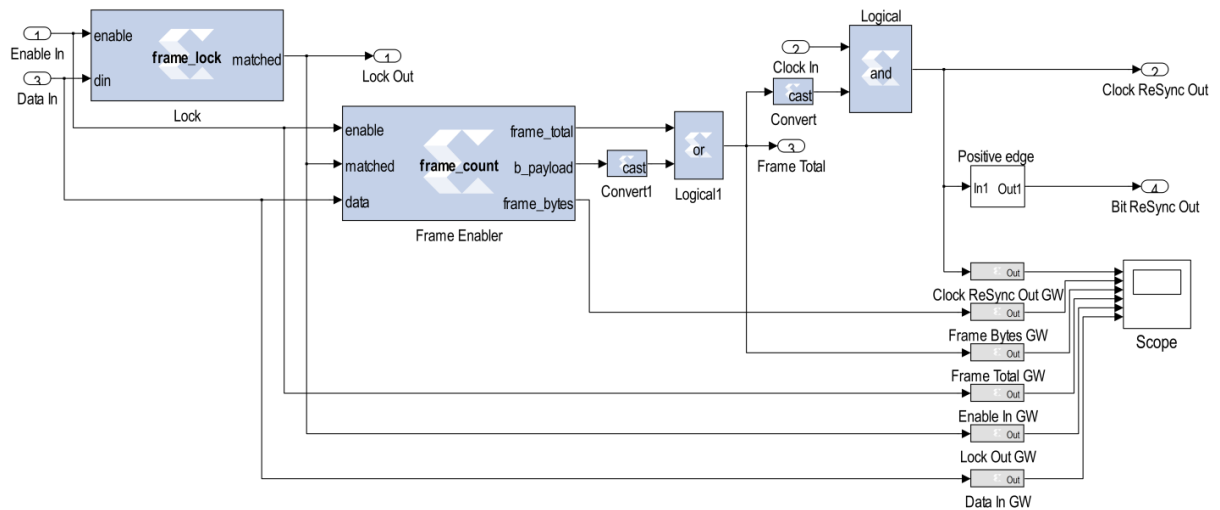 Logical
1
Enable In
enable
frame_lock
matched
1
Lock Out
3
Data In
din
Lock
2
Clock In
cast
Convert
and
2
Clock ReSync Out
enable
frame_total
matched
frame_count
b_payload
cast
Convert1
or
Logical1
3
Frame Total
data
frame_bytes
Frame Enabler
Positive edge
In1
Out1
4
Bit ReSync Out
Out
Clock ReSync Out GW
Out
Frame Bytes GW
Out
Frame Total GW
Out
Enable In GW
Out
Lock Out GW
Out
Data In GW
Scope